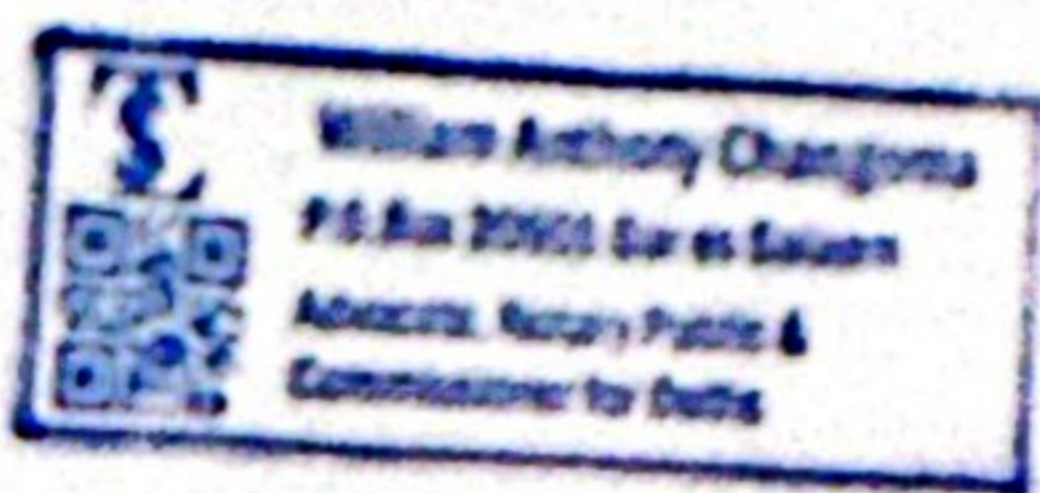 William Anthony Changoma
P.O. Box Dar es Salaam
Advocate, Notary Public &
Commissioner for Oaths